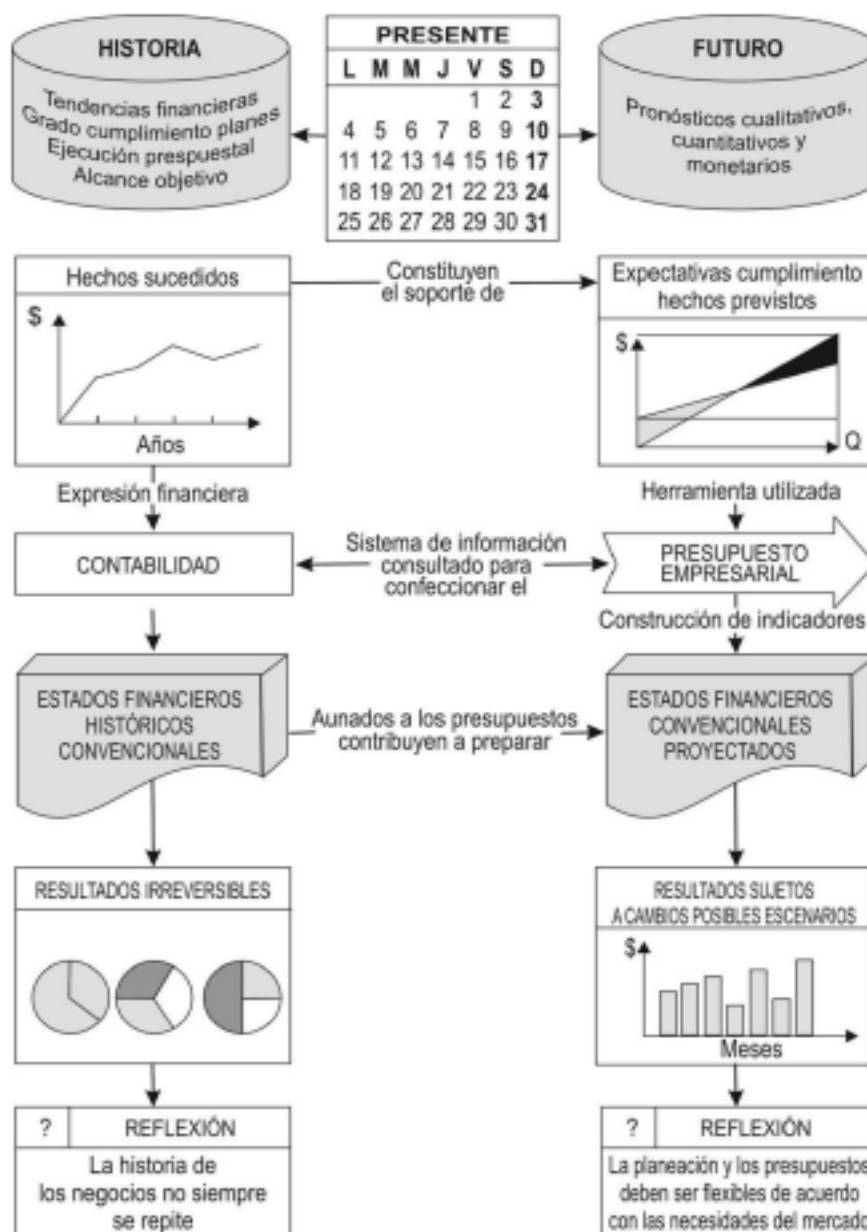 HISTORIA
Tendencias financieras
Grado cumplimiento planes
Ejecución prespuestal
Alcance objetivo
PRESENTE
L M M J V S D
1 2 3
4 5 6 7 8 9 10
11 12 13 14 15 16 17
18 19 20 21 22 23 24
25 26 27 28 29 30 31
FUTURO
Pronósticos cualitativos,
cuantitativos y
monetarios
Hechos sucedidos
$
Años
Constituyen
el soporte de
Expectativas cumplimiento
hechos previstos
$
Q
Expresión financiera
Herramienta utilizada
CONTABILIDAD
Sistema de información
consultado para
confeccionar el
PRESUPUESTO
EMPRESARIAL
Construcción de indicadores
ESTADOS FINANCIEROS
HISTÓRICOS
CONVENCIONALES
Aunados a los presupuestos
contribuyen a preparar
ESTADOS FINANCIEROS
CONVENCIONALES
PROYECTADOS
RESULTADOS IRREVERSIBLES
RESULTADOS SUJETOS
A CAMBIOS POSIBLES ESCENARIOS
$
Meses
? REFLEXIÓN
La historia de
los negocios no siempre
se repite
? REFLEXIÓN
La planeación y los presupuestos
deben ser flexibles de acuerdo
con las necesidades del mercado